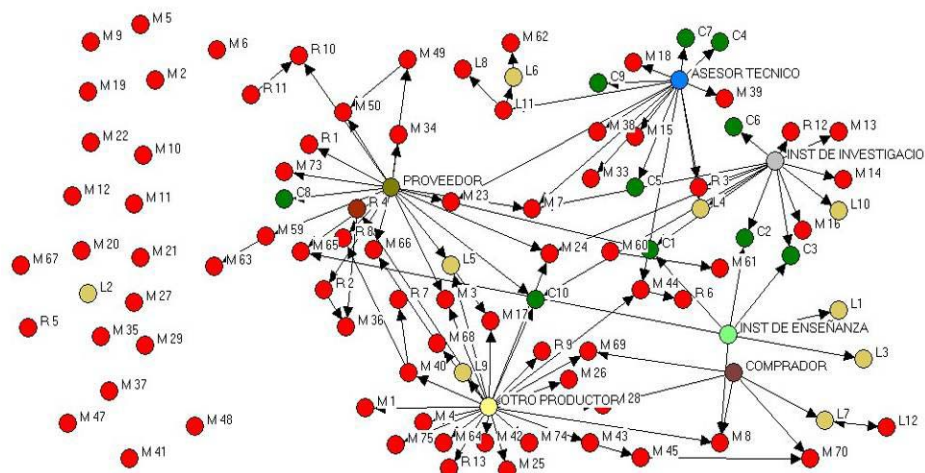 M 5
M 9
M 6
M 19
M 2
M 22
M 10
M 12
M 11
M 20
M 21
M 67
L2
M 27
R 5
M 35
M 29
M 37
M 47
M 48
M 41
R 10
R 11
M 49
M 50
M 34
R 1
M 73
C8
PROVEEDOR
R 4
M 23
M 59
M 63
M 65
R 8
M 66
R 2
M 36
M 62
L8
L6
L11
C7
C4
M 18
ASESOR TECNICO
C9
M 39
M 38
M 15
C6
R 12
M 13
INST DE INVESTIGACIO
M 33
C5
R 3
M 14
M 7
L4
L10
M 16
C2
C3
M 24
M 60
C1
M 61
L5
R 7
M 3
C10
M 44
R 6
M 17
L1
INST DE ENSEÑANZA
L3
M 68
R 9
M 69
M 40
L9
M 26
COMPRADOR
M 1
OTRO PRODUCTOR
M 28
M 4
L7
L12
M 75
M 64
M 42
M 74
M 43
M 8
R 13
M 25
M 45
M 70